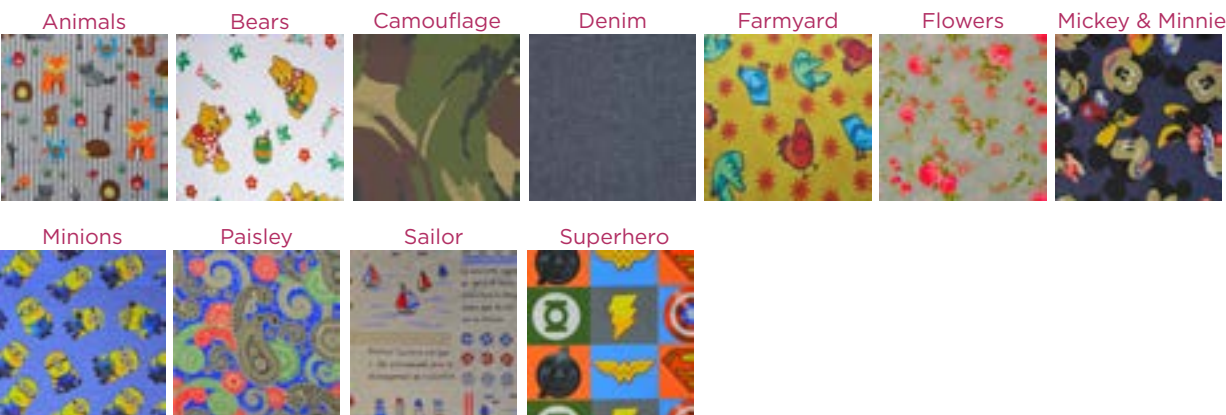 Animals
Bears
Camouflage
Denim
Farmyard
Flowers
Mickey & Minnie
Minions
Paisley
Sailor
Superhero